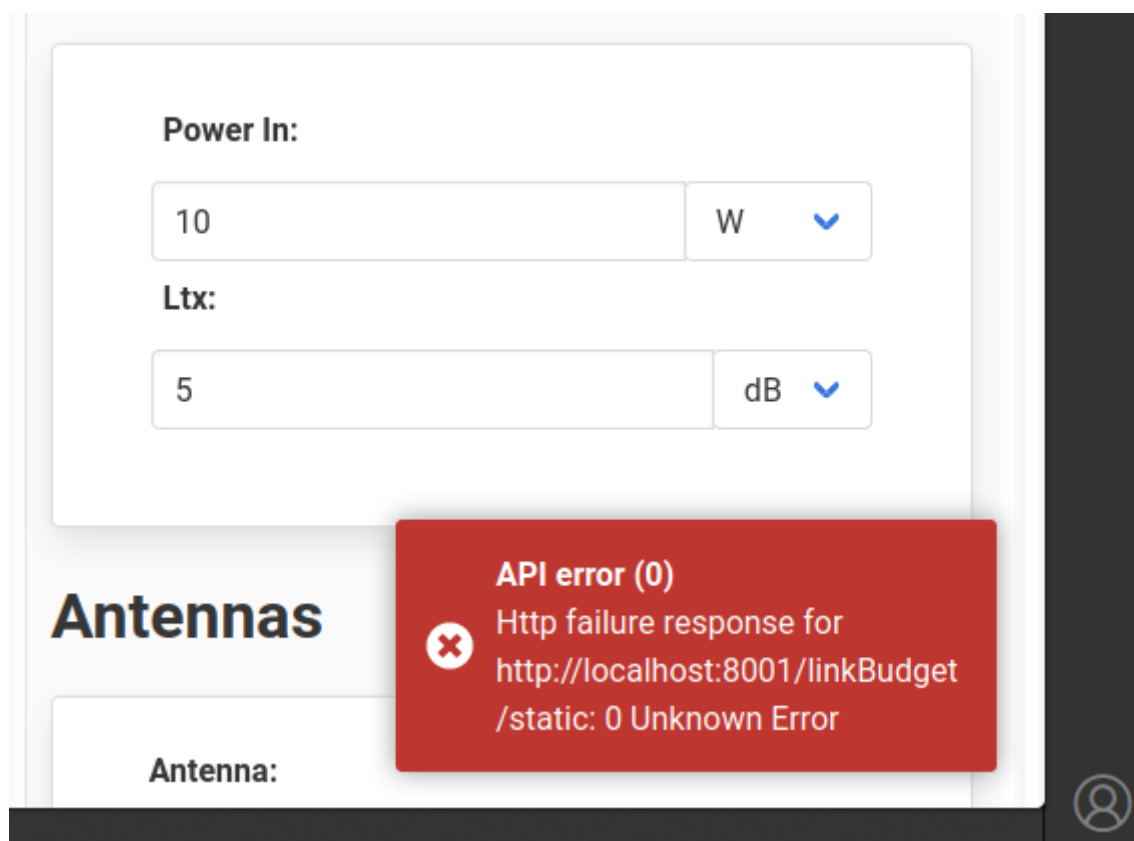 Power In:
10
W
Ltx:
5
dB
Antennas
API error (0)
Http failure response for
http://localhost:8001/linkBudget
/static: 0 Unknown Error
Antenna: